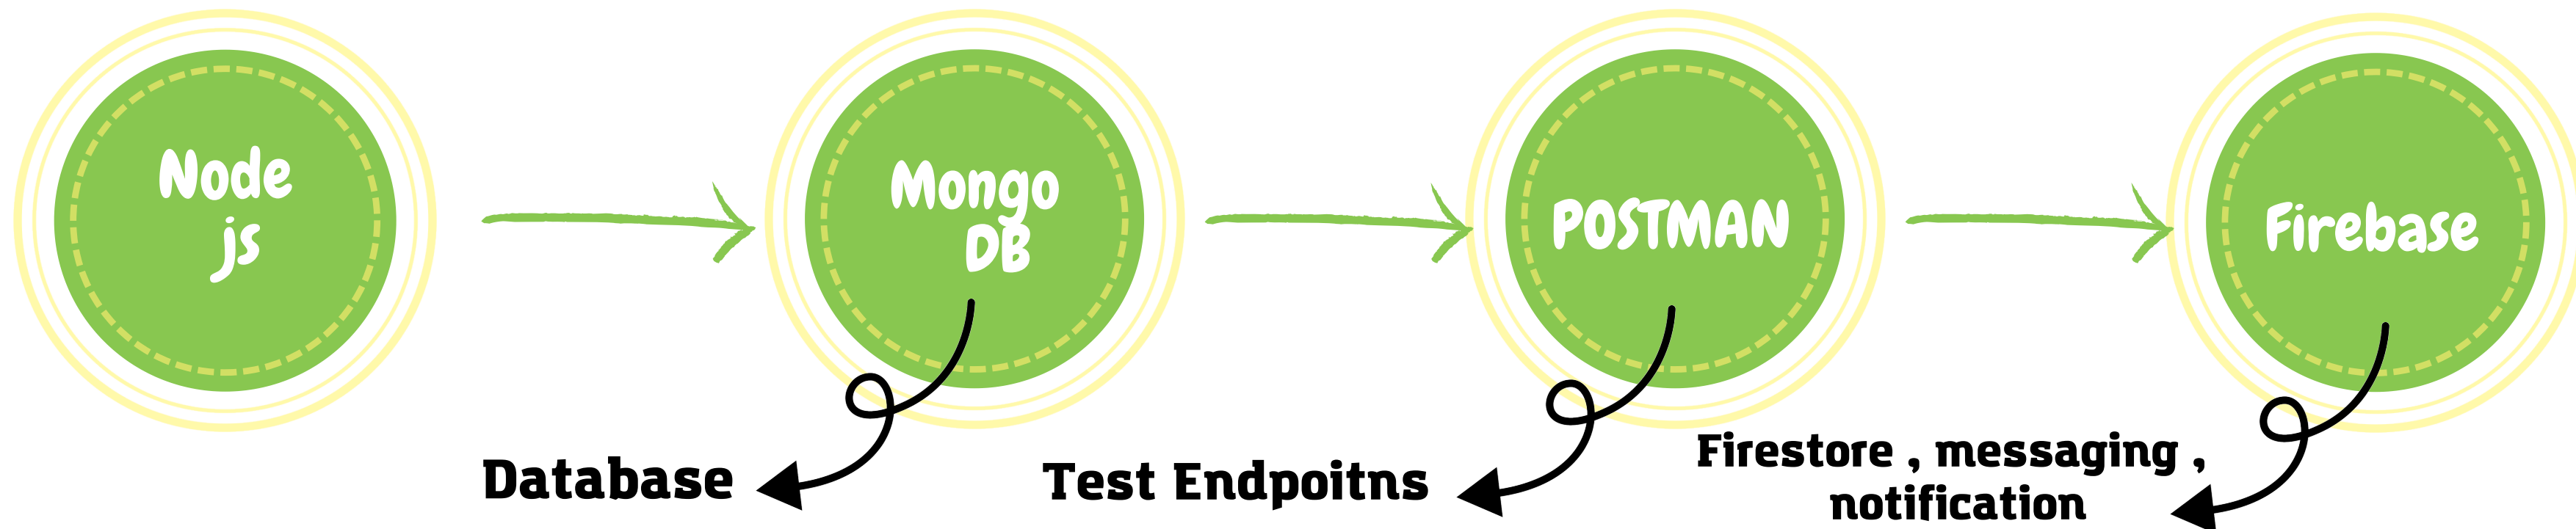 Node
js
Mongo
DB
POSTMAN
Firebase
Database
Test Endpoitns
Firestore , messaging ,
notification